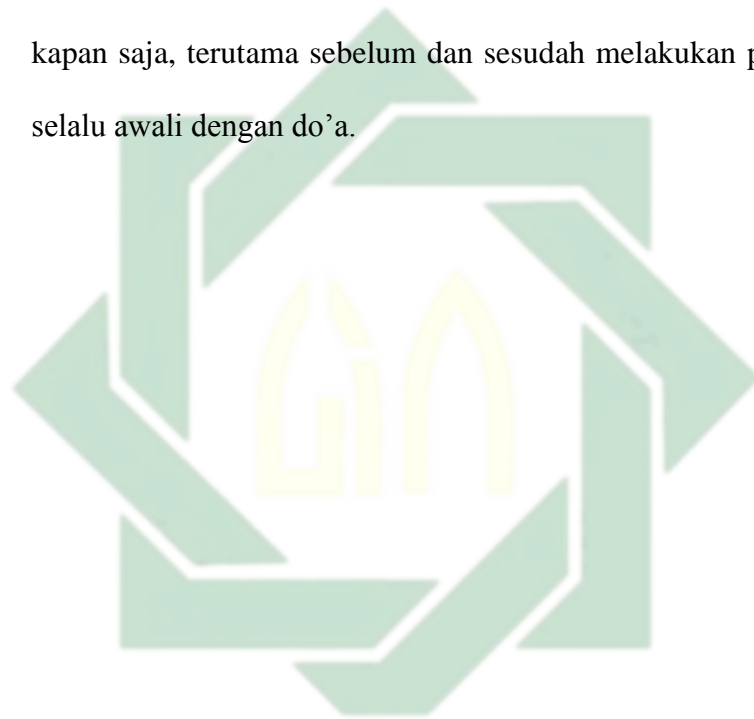 kapan saja, terutama sebelum dan sesudah melakukan
selalu awali dengan do’a.